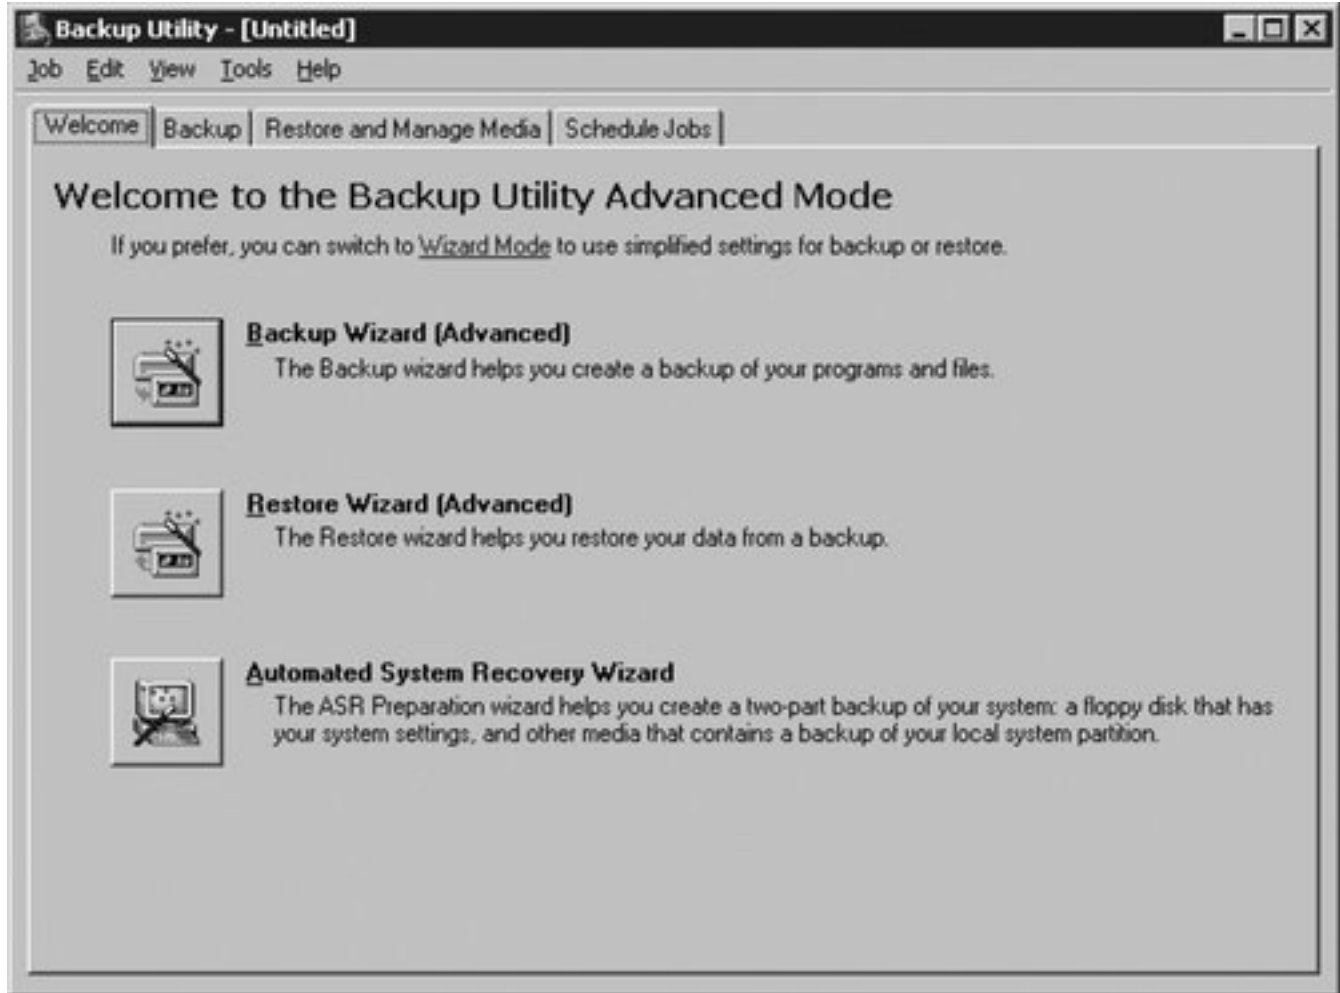 Backup Utility - [Untitled]
Job Edit View Tools Help
Welcome Backup Restore and Manage Media Schedule Jobs
Welcome to the Backup Utility Advanced Mode
If you prefer, you can switch to Wizard Mode to use simplified settings for backup or restore.
Backup Wizard (Advanced)
The Backup wizard helps you create a backup of your programs and files.
Restore Wizard (Advanced)
The Restore wizard helps you restore your data from a backup.
Automated System Recovery Wizard
The ASR Preparation wizard helps you create a two-part backup of your system: a floppy disk that has
your system settings, and other media that contains a backup of your local system partition.